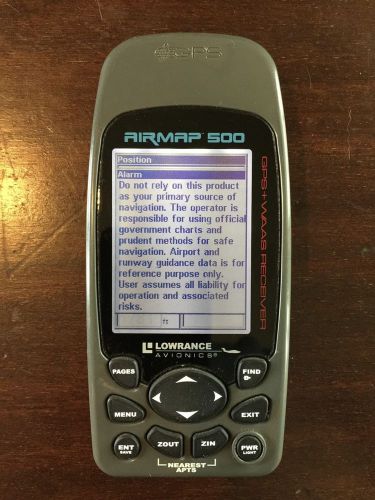 GPS
AIRMAP 500
GPS+WAAS RECEIVER
Position
Alarm
Do not rely on this product
as your primary source of
navigation. The operator is
responsible for using official
government charts and
prudent methods for safe
navigation. Airport and
runway guidance data is for
reference purpose only.
User assumes all liability for
operation and associated
risks.
ft
L LOWRANCE
AVIONICS®
PAGES
FIND
MENU
EXIT
ENT
SAVE
ZOUT
ZIN
PWR
LIGHT
NEAREST
APTS